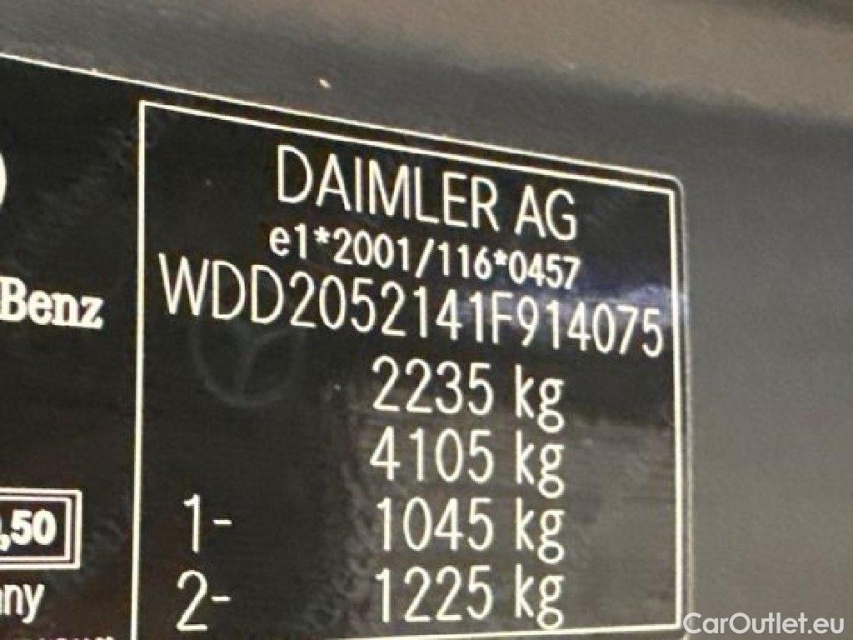 DAIMLER AG
e1*2001/116*0457
WDD2052141F914075
2235 kg
4105 kg
1- 1045 kg
2- 1225 kg
Benz
,50
CarOutlet.eu